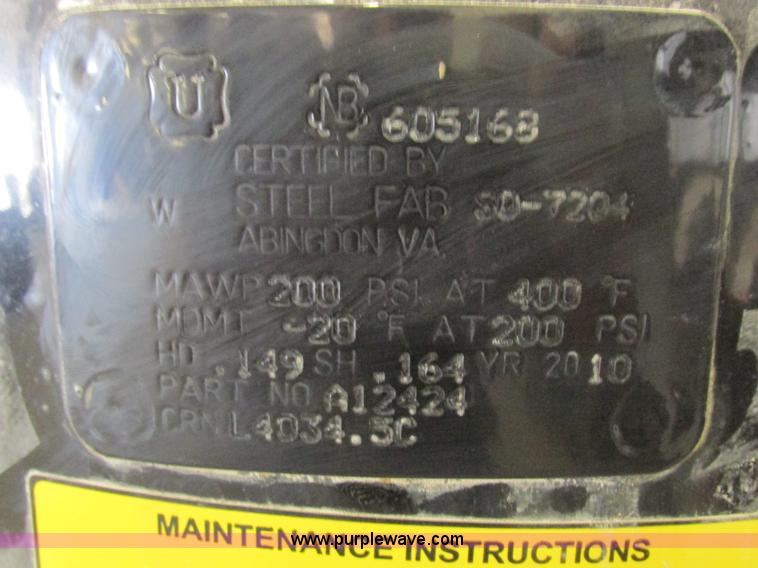 U NB 605168
CERTIFIED BY
W STEEL FAB SD-7204
ABINGDON VA.
MAWP 200 PSI. AT 400 °F
MDMT -20 °F AT 200 PSI
HD .149 SH .164 YR 2010
PART NO. A12424
CRN L4034.5C
MAINTENANCE INSTRUCTIONS
www.purplewave.com